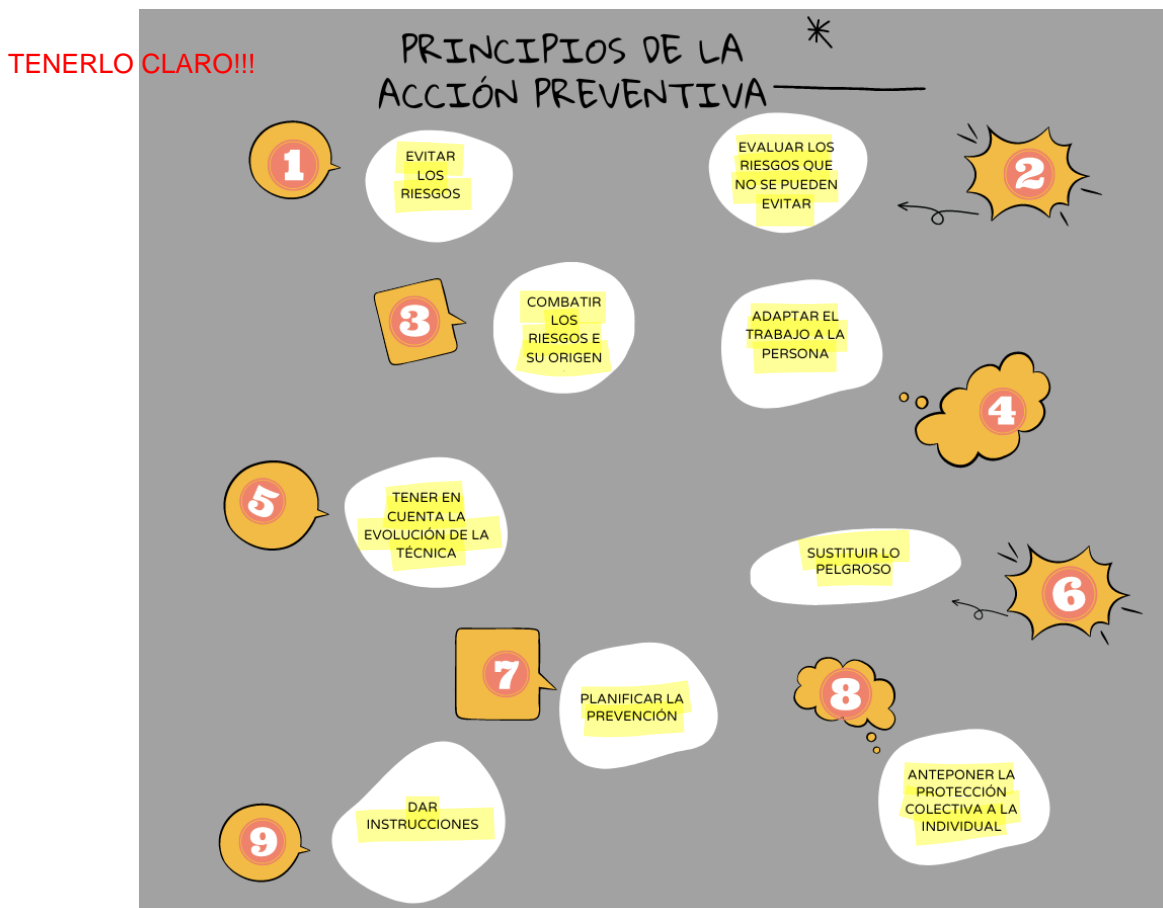 TENERLO CLARO!!!
PRINCIPIOS DE LA
ACCIÓN PREVENTIVA
1
EVITAR
LOS
RIESGOS
EVALUAR LOS
RIESGOS QUE
NO SE PUEDEN
EVITAR
2
3
COMBATIR
LOS
RIESGOS E
SU ORIGEN
ADAPTAR EL
TRABAJO A LA
PERSONA
4
5
TENER EN
CUENTA LA
EVOLUCIÓN DE LA
TÉCNICA
SUSTITUIR LO
PELGROSO
6
7
PLANIFICAR LA
PREVENCIÓN
8
ANTEPONER LA
PROTECCIÓN
COLECTIVA A LA
INDIVIDUAL
9
DAR
INSTRUCCIONES